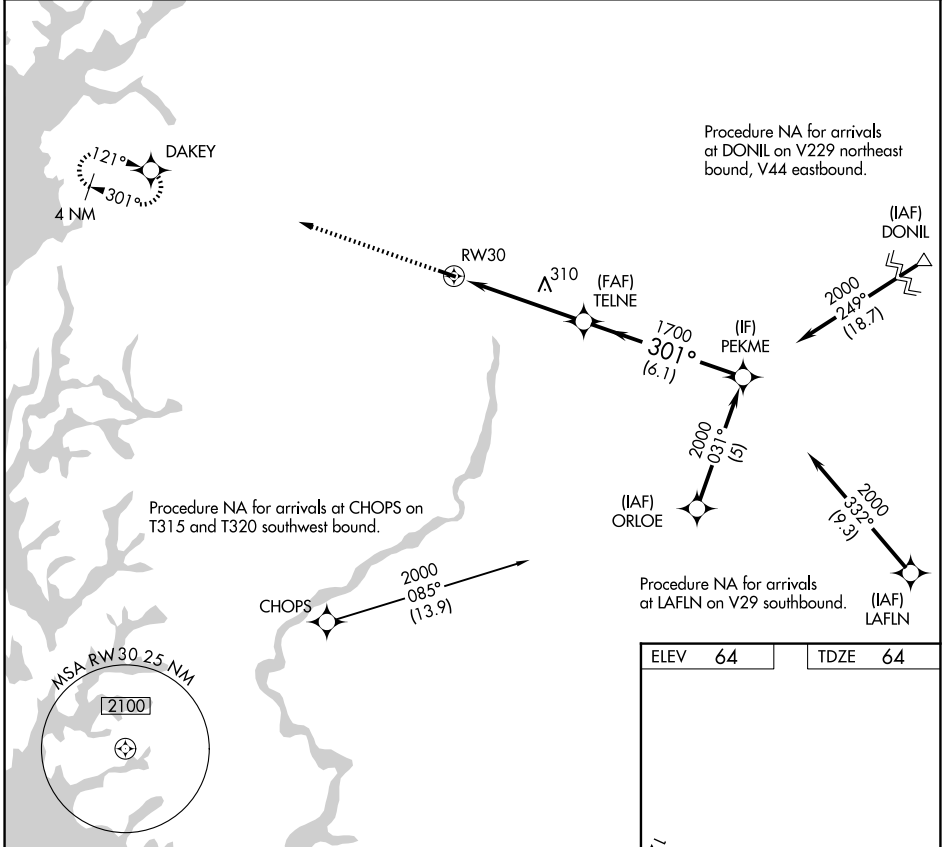 121°
DAKEY
301°
4 NM
Procedure NA for arrivals
at DONIL on V229 northeast
bound, V44 eastbound.
(IAF)
DONIL
2000
249°
(18.7)
RW30
310
(FAF)
TELNE
1700
301°
(6.1)
(IF)
PEKME
2000
031°
(5)
(IAF)
ORLOE
2000
332°
(9.3)
(IAF)
LAFLN
Procedure NA for arrivals at CHOPS on
T315 and T320 southwest bound.
CHOPS
2000
085°
(13.9)
Procedure NA for arrivals
at LAFLN on V29 southbound.
MSA RW30 25 NM
2100
ELEV 64
TDZE 64